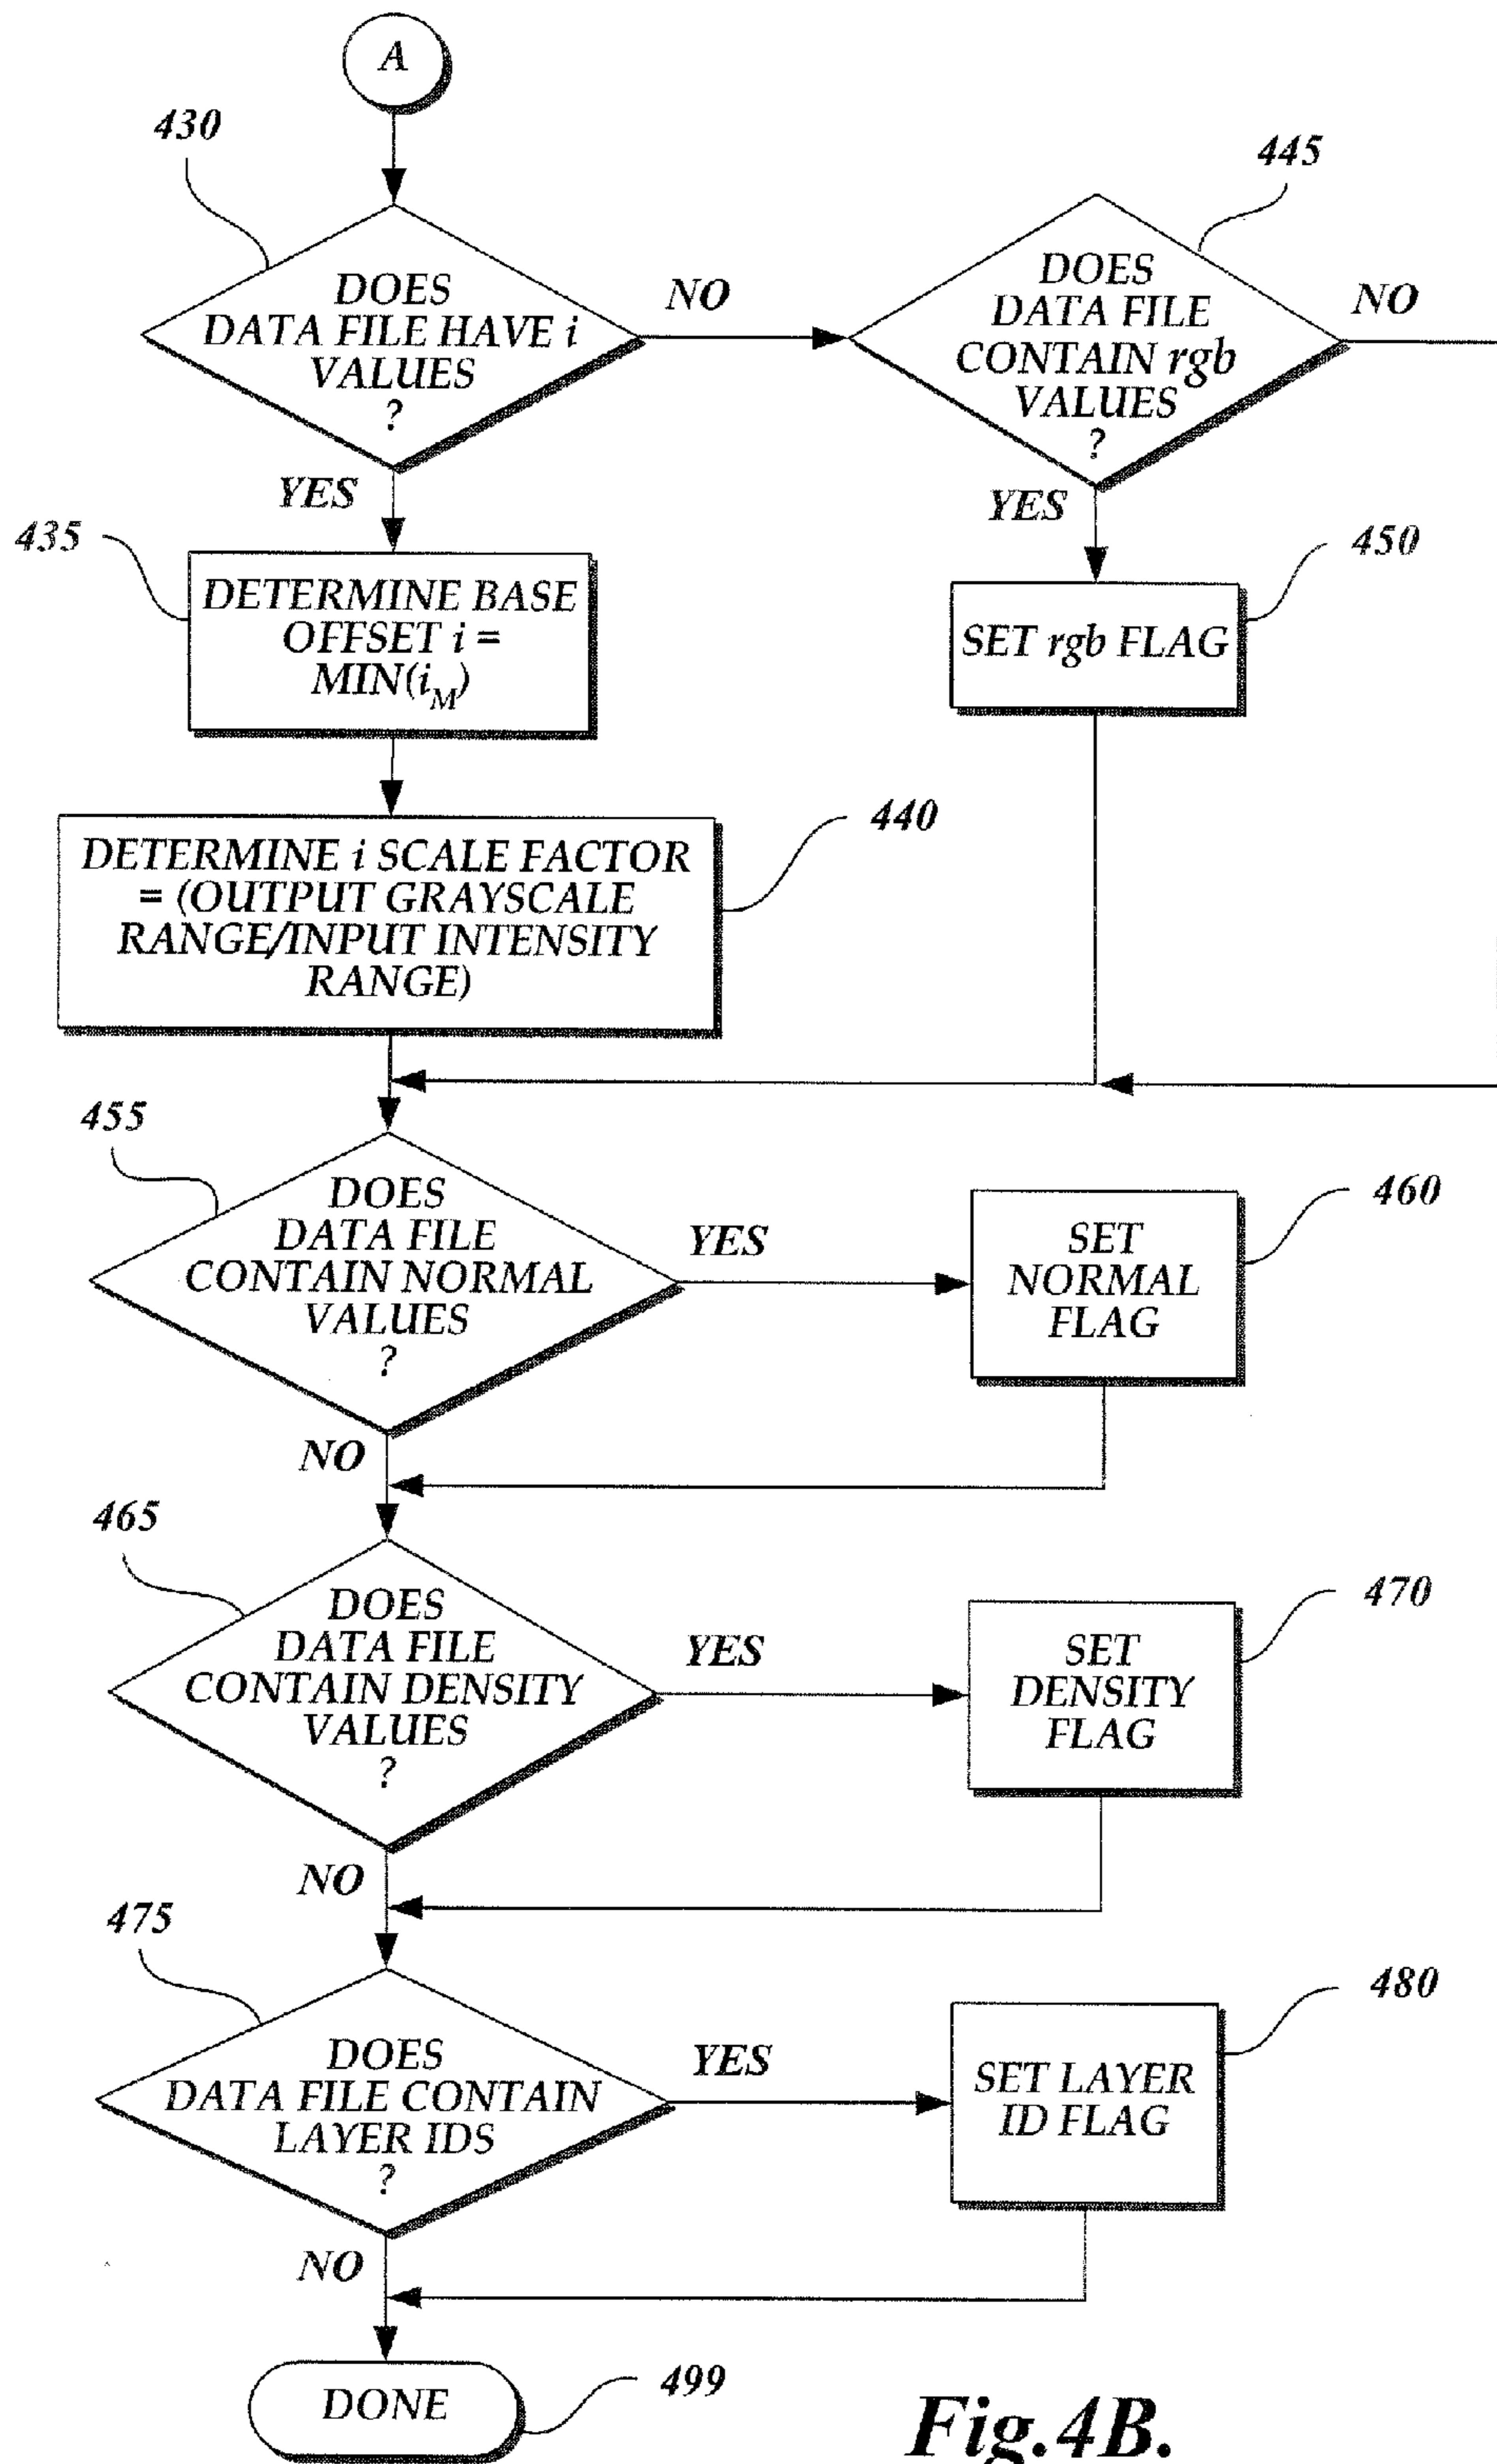 A
430
DOES
DATA FILE HAVE i
VALUES
?
NO
YES
445
DOES
DATA FILE
CONTAIN rgb
VALUES
?
NO
YES
435
DETERMINE BASE
OFFSET i =
MIN(iM)
450
SET rgb FLAG
440
DETERMINE i SCALE FACTOR
= (OUTPUT GRAYSCALE
RANGE/INPUT INTENSITY
RANGE)
455
DOES
DATA FILE
CONTAIN NORMAL
VALUES
?
YES
NO
460
SET
NORMAL
FLAG
465
DOES
DATA FILE
CONTAIN DENSITY
VALUES
?
YES
NO
470
SET
DENSITY
FLAG
475
DOES
DATA FILE CONTAIN
LAYER IDS
?
YES
NO
480
SET LAYER
ID FLAG
DONE
499
Fig.4B.